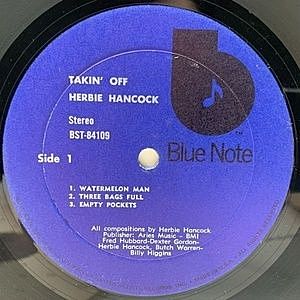 TAKIN' OFF
HERBIE HANCOCK
Stereo
BST-84109
Side 1
Blue Note
1. WATERMELON MAN
2. THREE BAGS FULL
3. EMPTY POCKETS
All compositions by Herbie Hancock
Publisher: Aries Music - BMI
Fred Hubbard-Dexter Gordon-
Herbie Hancock, Butch Warren-
Billy Higgins